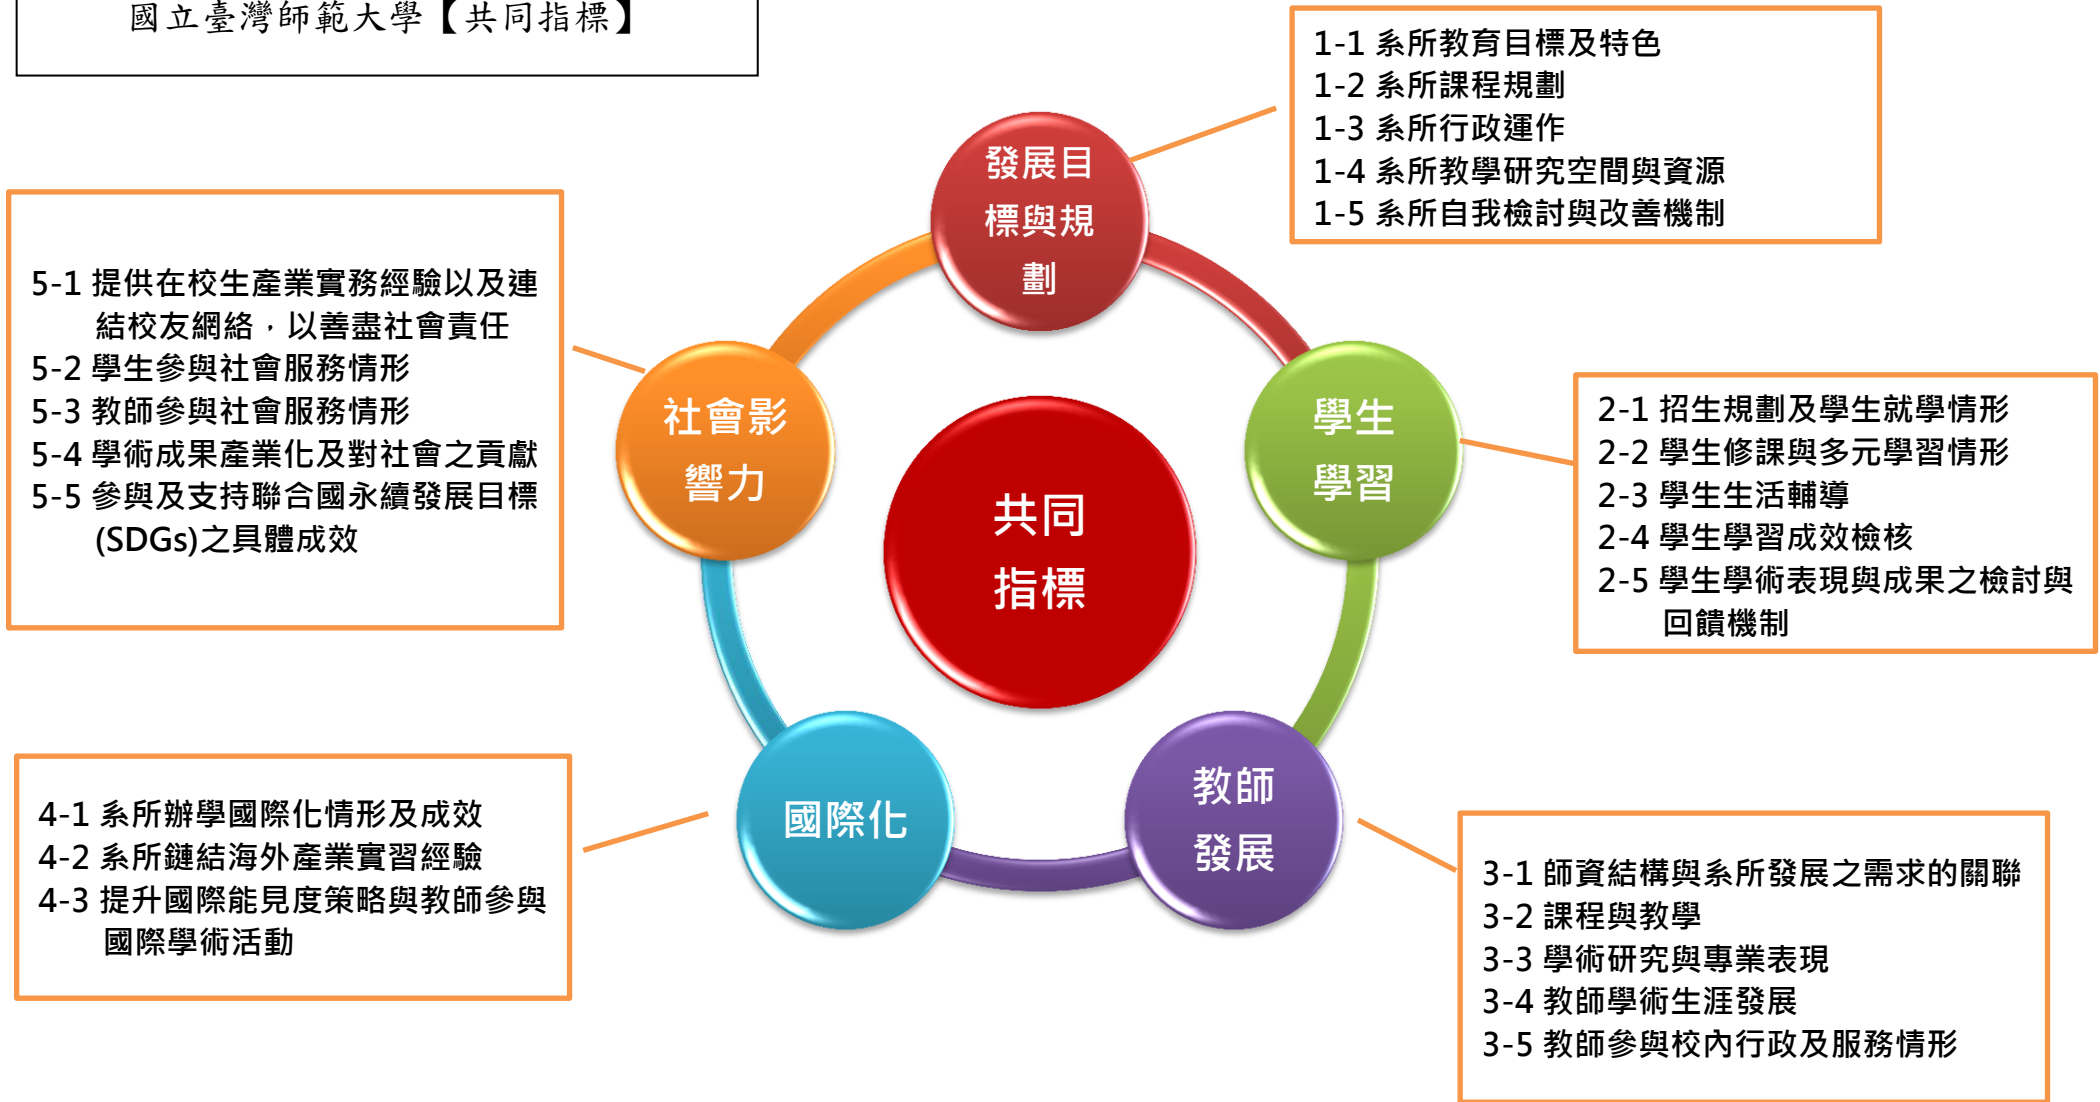 國立臺灣師範大學【共同指標】
1-1 系所教育目標及特色
1-2 系所課程規劃
1-3 系所行政運作
1-4 系所教學研究空間與資源
1-5 系所自我檢討與改善機制
發展目
標與規
劃
5-1 提供在校生產業實務經驗以及連
結校友網絡，以善盡社會責任
5-2 學生參與社會服務情形
5-3 教師參與社會服務情形
5-4 學術成果產業化及對社會之貢獻
5-5 參與及支持聯合國永續發展目標
(SDGs)之具體成效
社會影
響力
學生
學習
2-1 招生規劃及學生就學情形
2-2 學生修課與多元學習情形
2-3 學生生活輔導
2-4 學生學習成效檢核
2-5 學生學術表現與成果之檢討與
回饋機制
共同
指標
4-1 系所辦學國際化情形及成效
4-2 系所鏈結海外產業實習經驗
4-3 提升國際能見度策略與教師參與
國際學術活動
國際化
教師
發展
3-1 師資結構與系所發展之需求的關聯
3-2 課程與教學
3-3 學術研究與專業表現
3-4 教師學術生涯發展
3-5 教師參與校內行政及服務情形